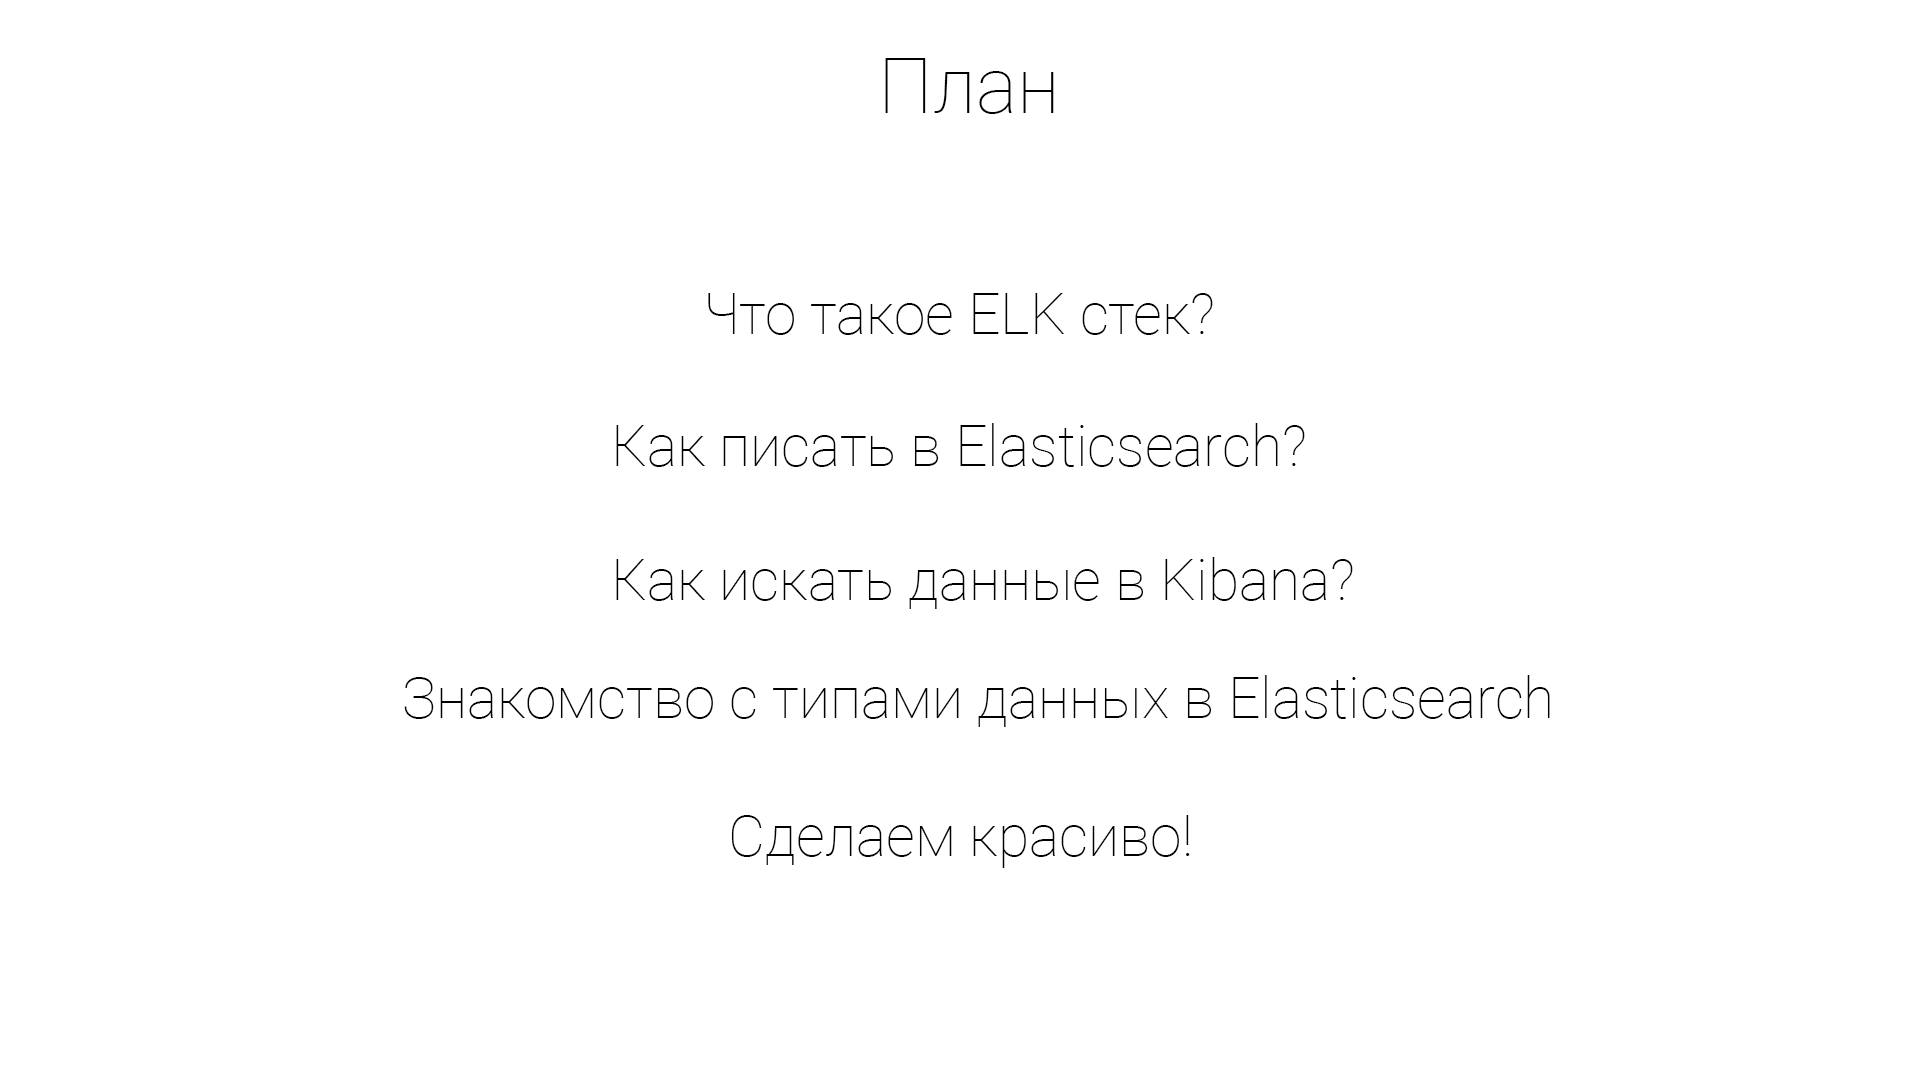 План
Что такое ELK стек?
Как писать в Elasticsearch?
Как искать данные в Kibana?
Знакомство с типами данных в Elasticsearch
Сделаем красиво!